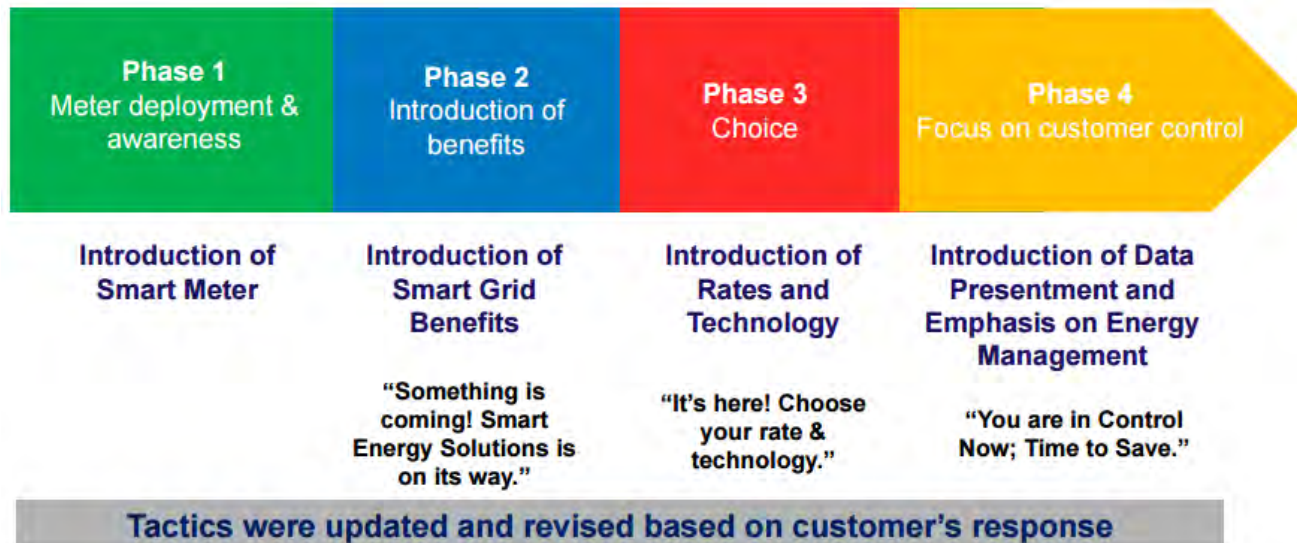 Phase 1
Meter deployment &
awareness
Phase 2
Introduction of
benefits
Phase 3
Choice
Phase 4
Focus on customer control
Introduction of
Smart Meter
Introduction of
Smart Grid
Benefits
Introduction of
Rates and
Technology
Introduction of Data
Presentment and
Emphasis on Energy
Management
“Something is
coming! Smart
Energy Solutions is
on its way.”
“It’s here! Choose
your rate &
technology.”
“You are in Control
Now; Time to Save.”
Tactics were updated and revised based on customer’s response